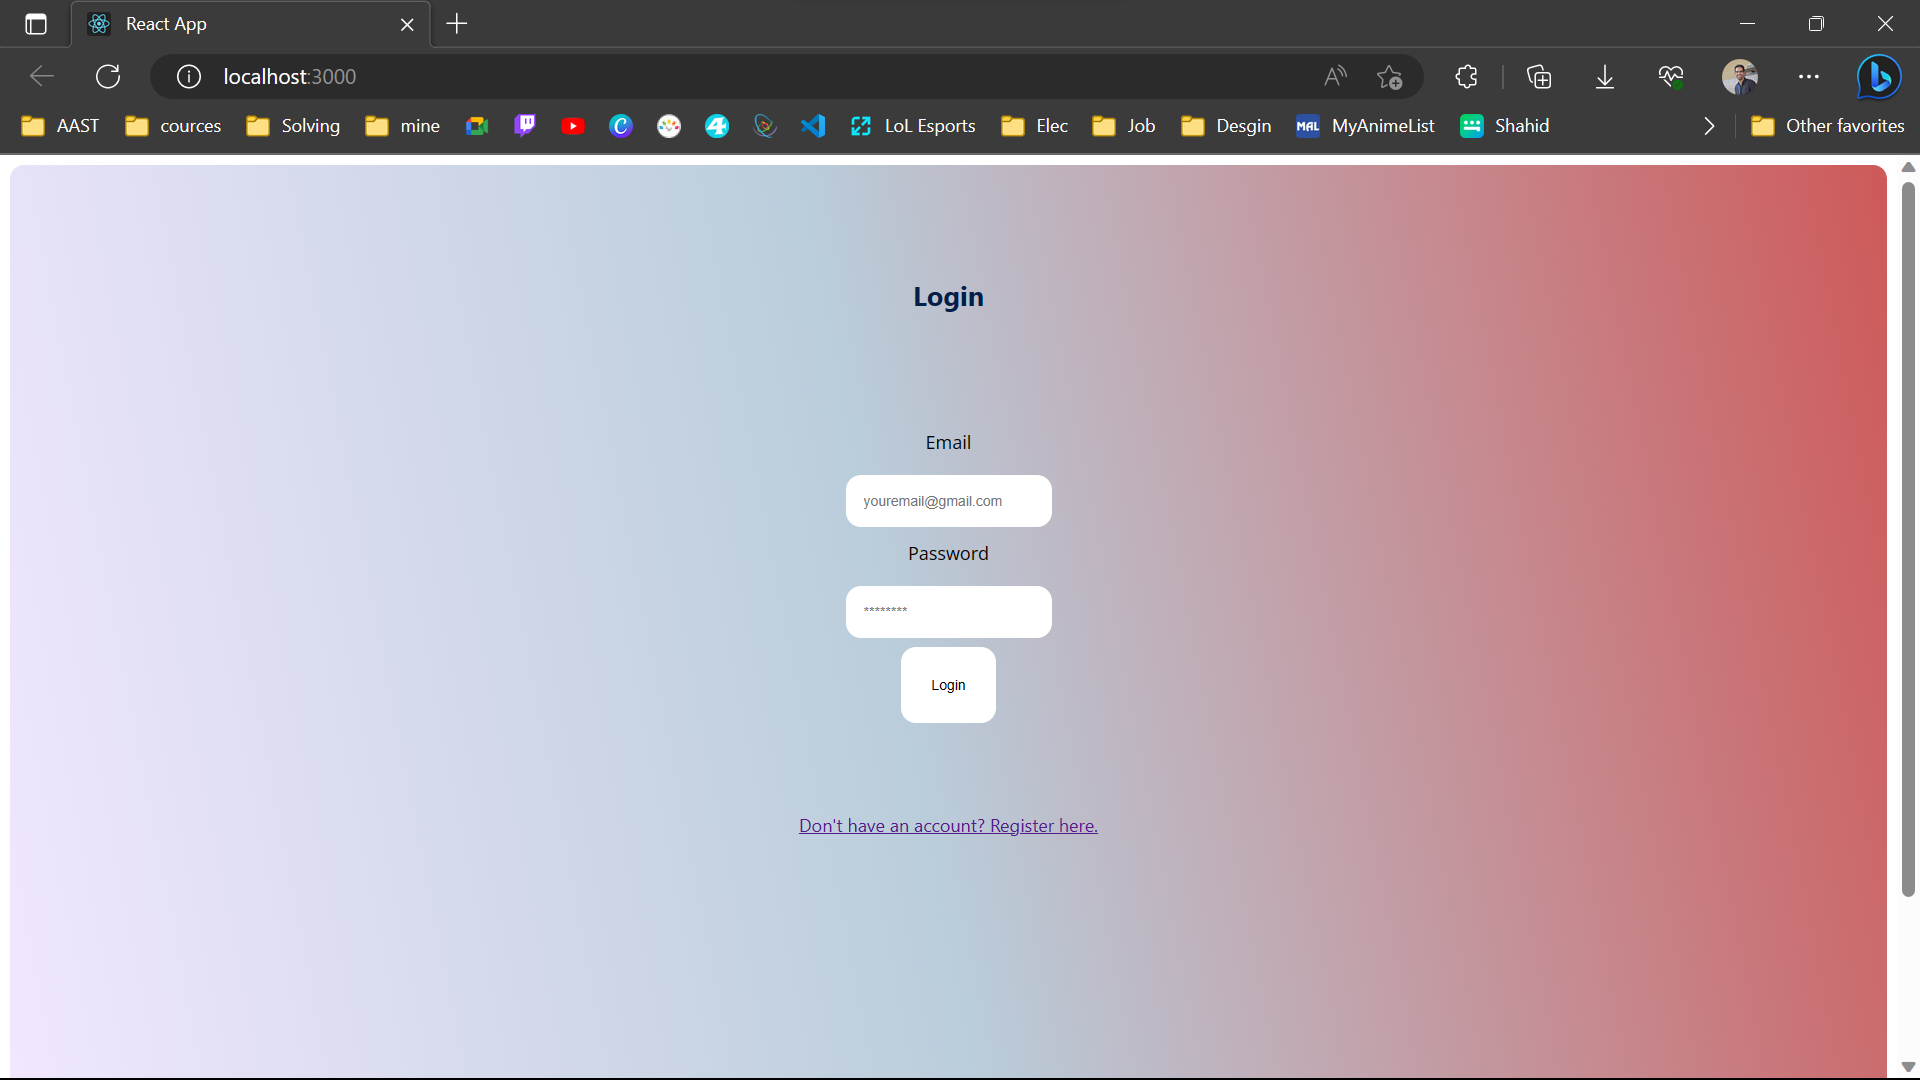 React App
localhost:3000
AAST cources Solving mine LoL Esports Elec Job Desgin MAL MyAnimeList Shahid Other favorites
Login
Email
youremail@gmail.com
Password
********
Login
Don't have an account? Register here.